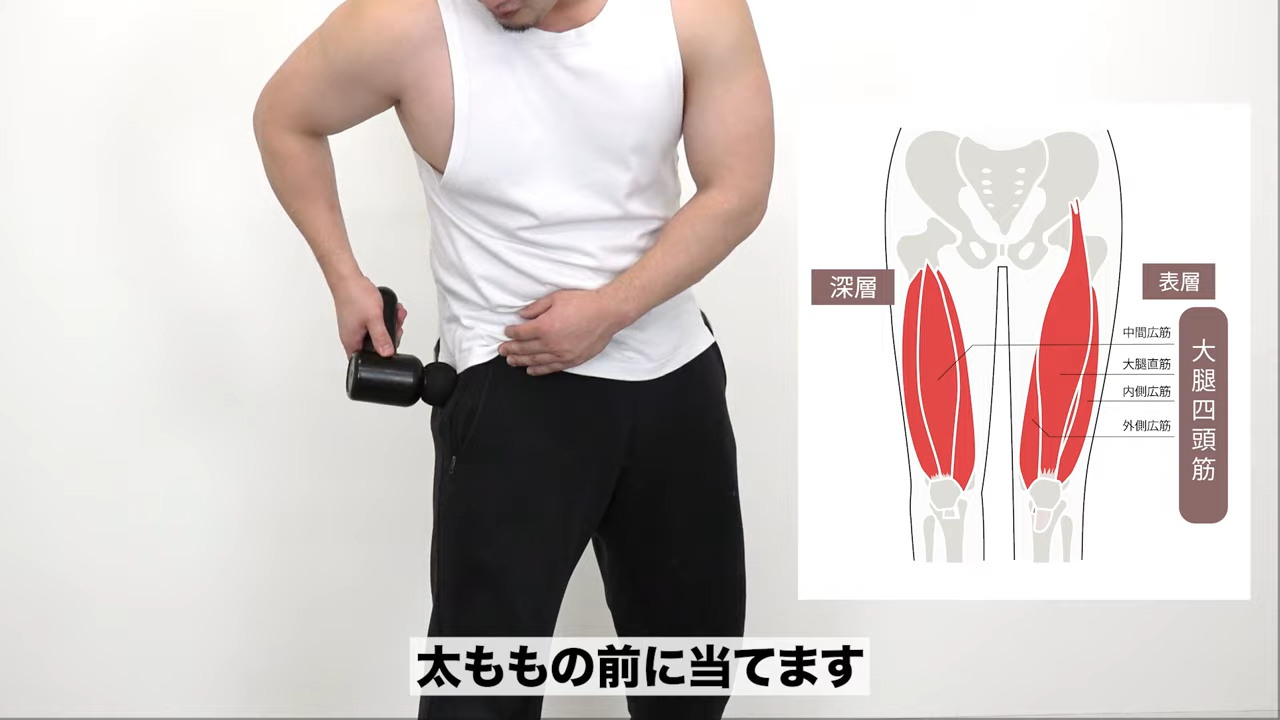 深層
表層
中間広筋
大腿直筋
内側広筋
外側広筋
大腿四頭筋
太ももの前に当てます